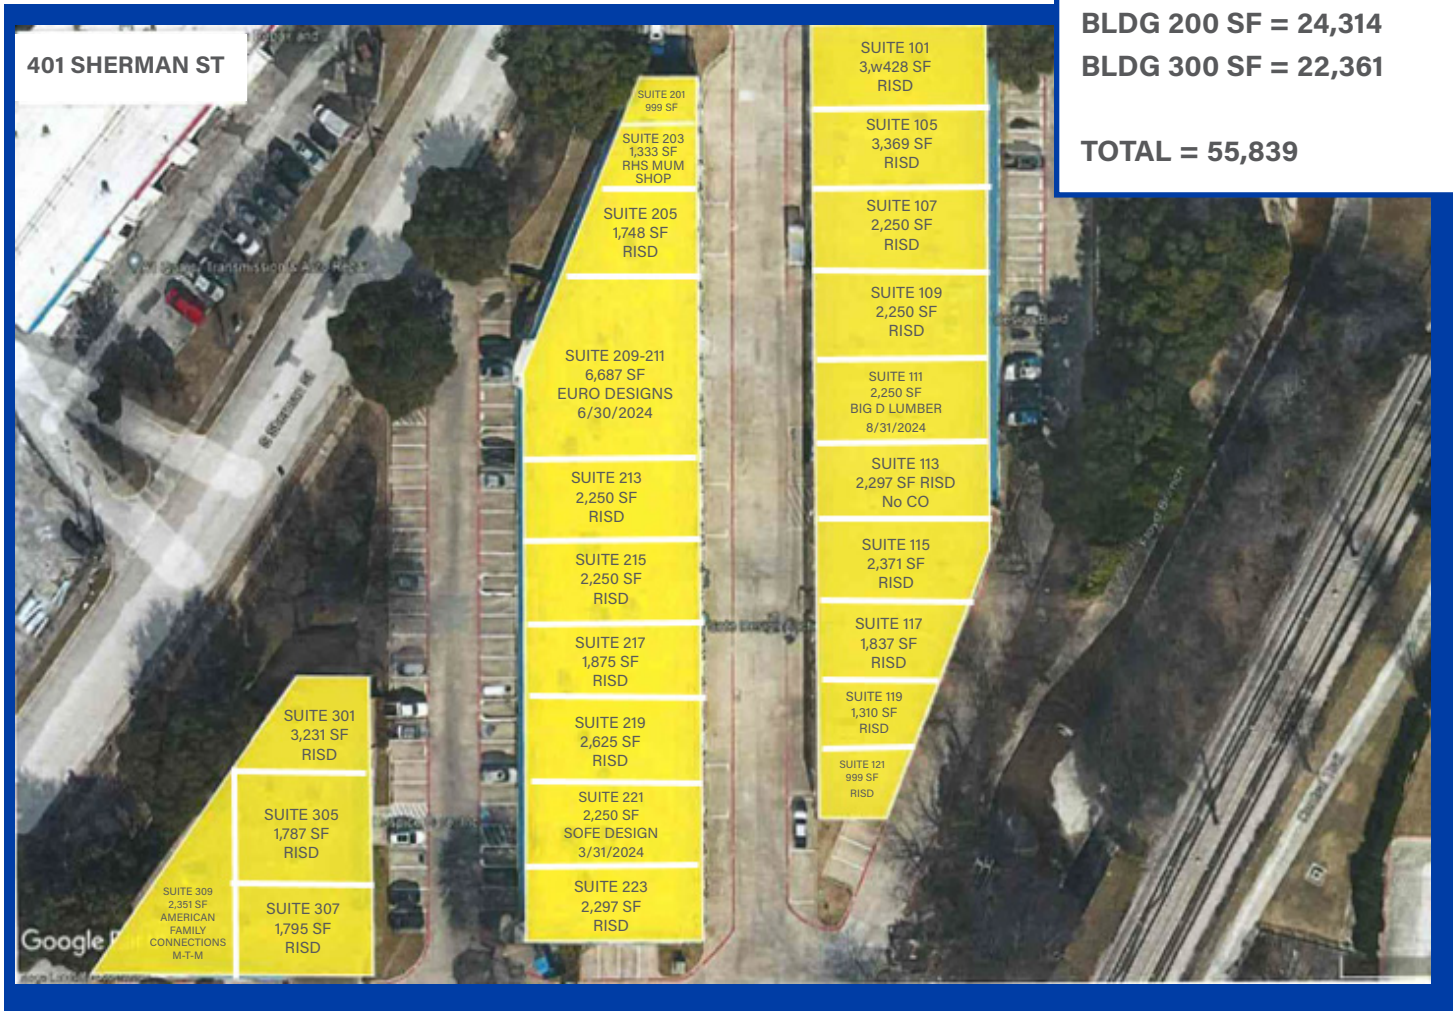 401 SHERMAN ST
BLDG 200 SF = 24,314
BLDG 300 SF = 22,361
TOTAL = 55,839
SUITE 201
999 SF
SUITE 203
1,333 SF
RHS MUM
SHOP
SUITE 205
1,748 SF
RISD
SUITE 209-211
6,687 SF
EURO DESIGNS
6/30/2024
SUITE 213
2,250 SF
RISD
SUITE 215
2,250 SF
RISD
SUITE 217
1,875 SF
RISD
SUITE 219
2,625 SF
RISD
SUITE 221
2,250 SF
SOFE DESIGN
3/31/2024
SUITE 223
2,297 SF
RISD
SUITE 101
3,w428 SF
RISD
SUITE 105
3,369 SF
RISD
SUITE 107
2,250 SF
RISD
SUITE 109
2,250 SF
RISD
SUITE 111
2,250 SF
BIG D LUMBER
8/31/2024
SUITE 113
2,297 SF RISD
No CO
SUITE 115
2,371 SF
RISD
SUITE 117
1,837 SF
RISD
SUITE 119
1,310 SF
RISD
SUITE 121
999 SF
RISD
SUITE 301
3,231 SF
RISD
SUITE 305
1,787 SF
RISD
SUITE 307
1,795 SF
RISD
SUITE 309
2,351 SF
AMERICAN
FAMILY
CONNECTIONS
M-T-M
Transmission &
S Sherman St
Floyd Branch
Google